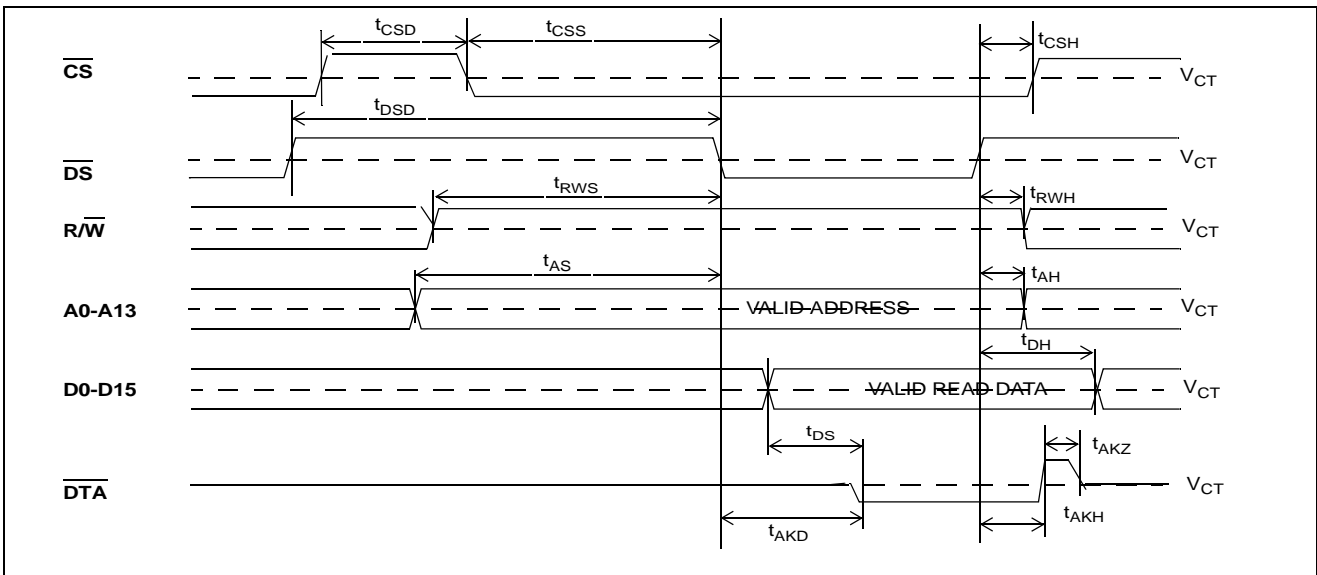 tCSD
tCSS
tCSH
CS
VCT
tDSD
DS
VCT
tRWS
tRWH
R/W
VCT
tAS
tAH
A0-A13
VALID ADDRESS
VCT
tDH
D0-D15
VALID READ DATA
VCT
tDS
tAKZ
DTA
VCT
tAKD
tAKH